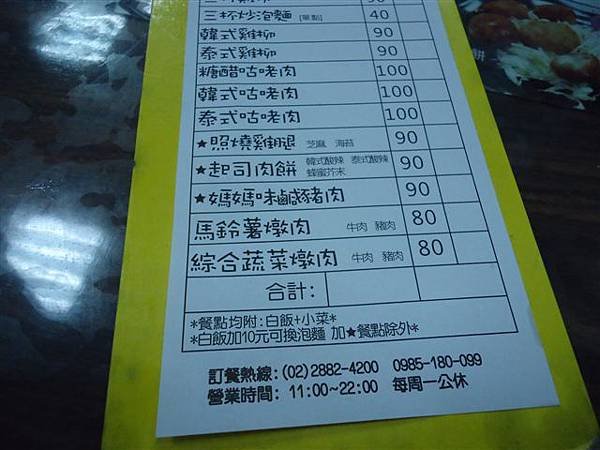 三杯炒泡麵 [單點] 40
韓式雞柳 90
泰式雞柳 90
糖醋咕咾肉 100
韓式咕咾肉 100
泰式咕咾肉 100
★照燒雞腿 芝麻 海苔 90
★起司肉餅 韓式酸辣 泰式酸辣 90
蜂蜜芥末
★媽媽味鹹豬肉 90
馬鈴薯燉肉 牛肉 豬肉 80
綜合蔬菜燉肉 牛肉 豬肉 80
合計:
*餐點均附:白飯+小菜*
*白飯加10元可換泡麵 加★餐點除外*
訂餐熱線:(02)2882-4200 0985-180-099
營業時間: 11:00~22:00 每周一公休
餅